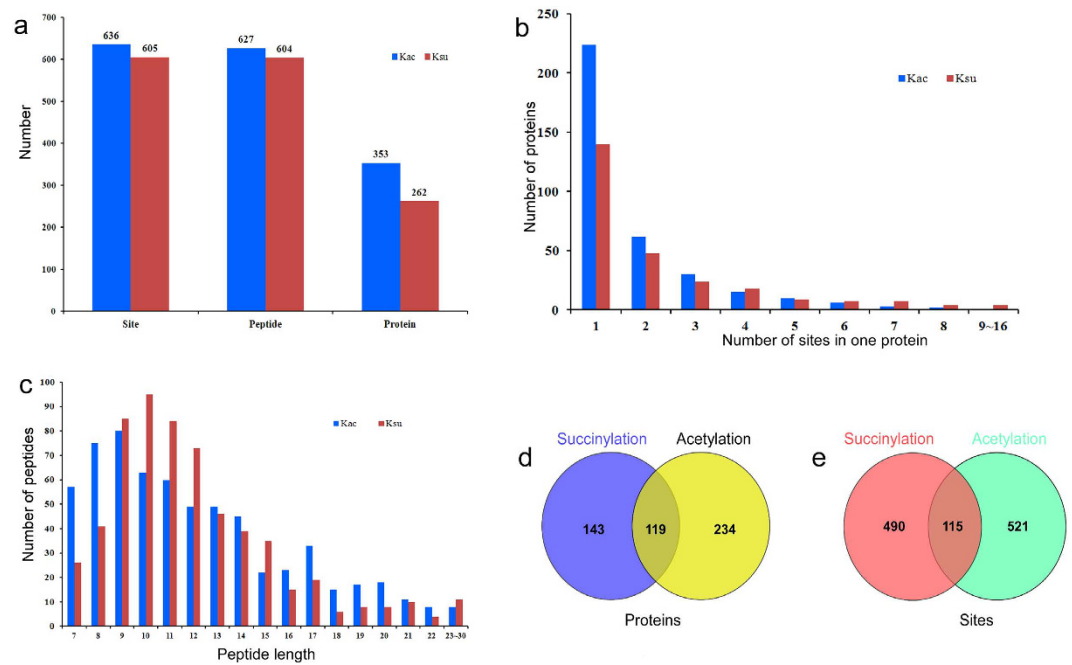 a
Number
800
700
600
500
400
300
200
100
0
636
605
627
604
353
262
Kac Ksu
Site Peptide Protein
b
Number of proteins
250
200
150
100
50
0
Kac Ksu
1 2 3 4 5 6 7 8 9~16
Number of sites in one protein
c
Number of peptides
100
90
80
70
60
50
40
30
20
10
0
Kac Ksu
7 8 9 10 11 12 13 14 15 16 17 18 19 20 21 22 23~30
Peptide length
d
Succinylation Acetylation
143 119 234
Proteins
e
Succinylation Acetylation
490 115 521
Sites